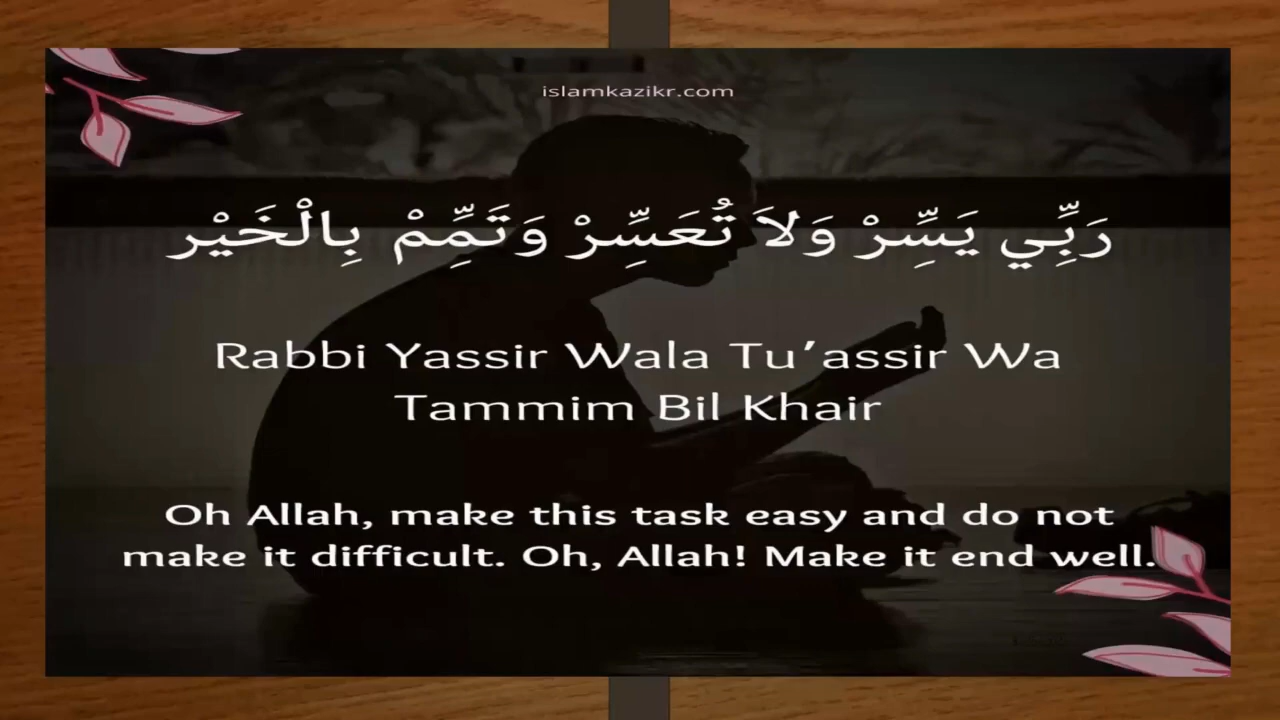 islamkazikr.com
رَبِّي يَسِّرْ وَلاَ تُعَسِّرْ وَتَمِّمْ بِالْخَيْر
Rabbi Yassir Wala Tu’assir Wa
Tammim Bil Khair
Oh Allah, make this task easy and do not
make it difficult. Oh, Allah! Make it end well.